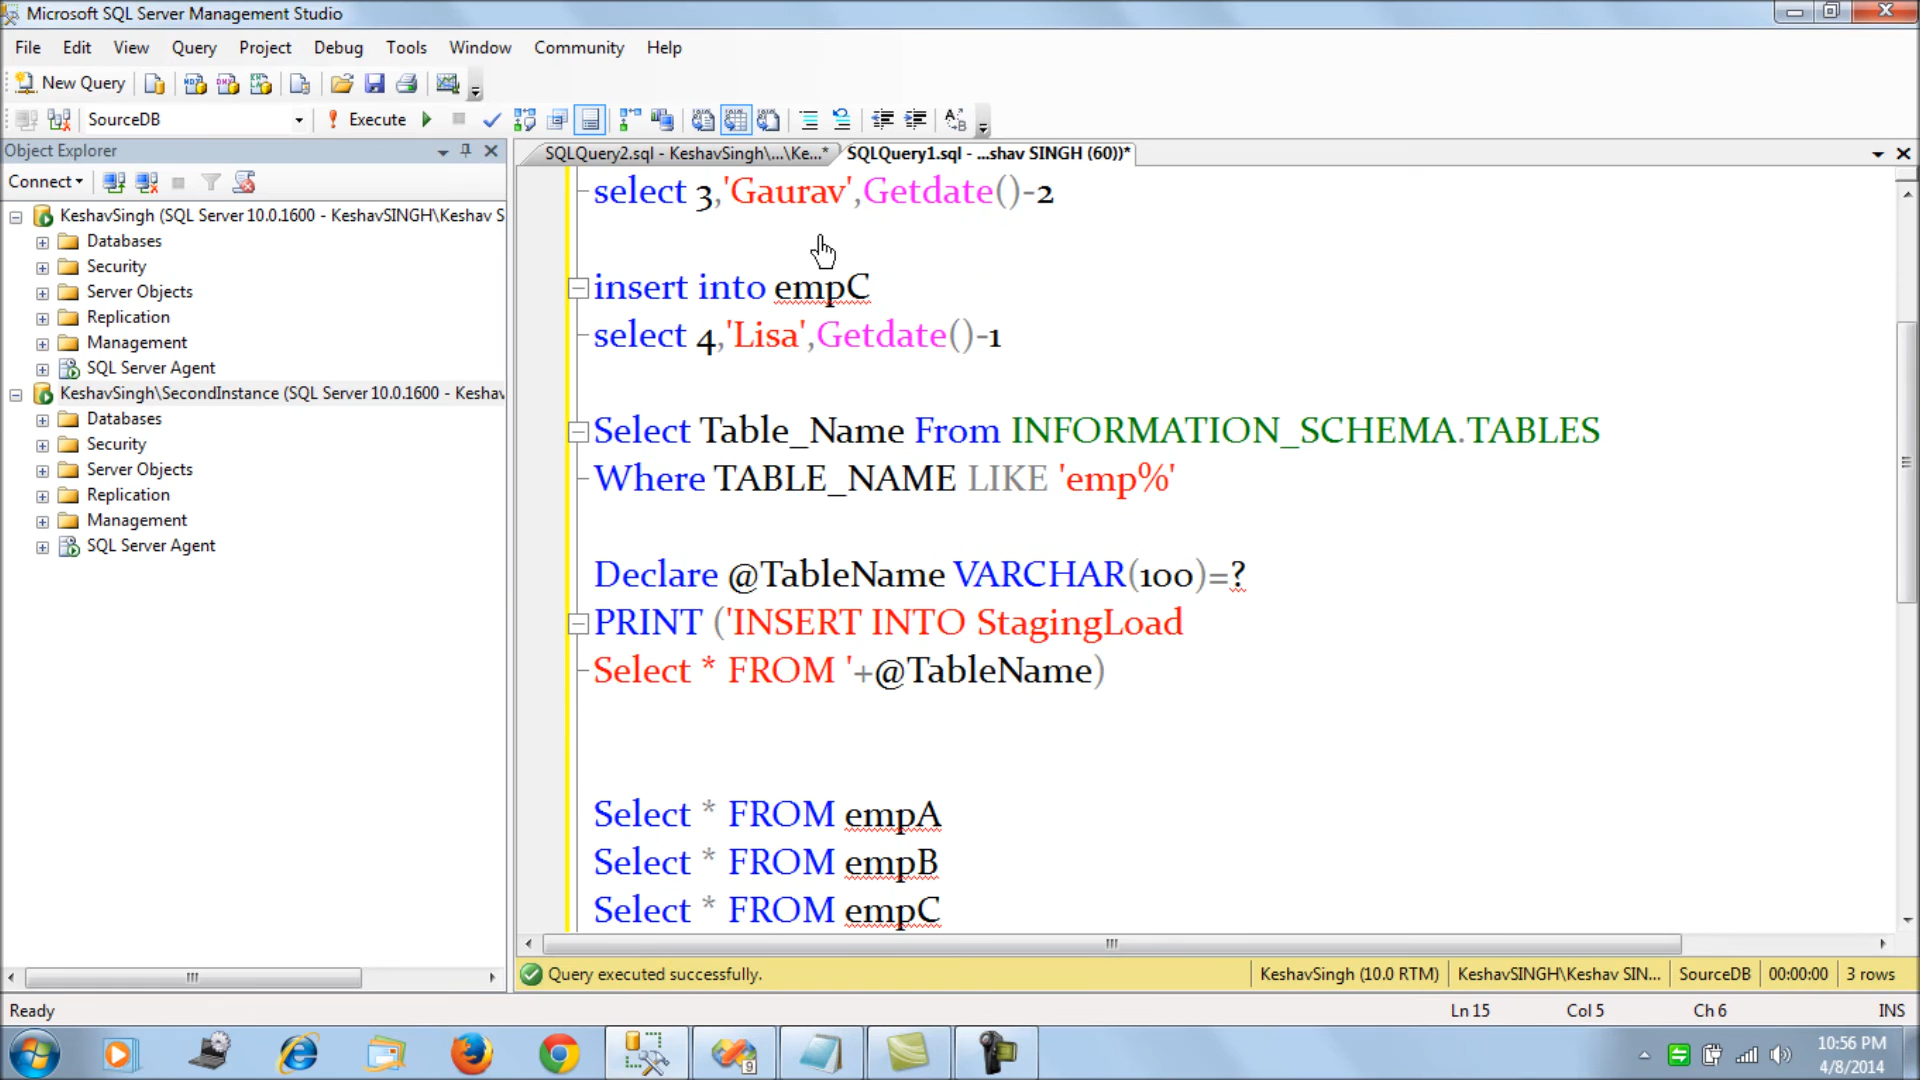 Microsoft SQL Server Management Studio
File Edit View Query Project Debug Tools Window Community Help
New Query
SourceDB Execute
Object Explorer
SQLQuery2.sql - KeshavSingh\...\Ke...* SQLQuery1.sql - ...shav SINGH (60))*
Connect
KeshavSingh (SQL Server 10.0.1600 - KeshavSINGH\Keshav S
Databases
Security
Server Objects
Replication
Management
SQL Server Agent
KeshavSingh\SecondInstance (SQL Server 10.0.1600 - Keshav
Databases
Security
Server Objects
Replication
Management
SQL Server Agent
select 3,'Gaurav',Getdate()-2
insert into empC
select 4,'Lisa',Getdate()-1
Select Table_Name From INFORMATION_SCHEMA.TABLES
Where TABLE_NAME LIKE 'emp%'
Declare @TableName VARCHAR(100)=?
PRINT ('INSERT INTO StagingLoad
Select * FROM '+@TableName)
Select * FROM empA
Select * FROM empB
Select * FROM empC
Query executed successfully. KeshavSingh (10.0 RTM) KeshavSINGH\Keshav SIN... SourceDB 00:00:00 3 rows
Ready Ln 15 Col 5 Ch 6 INS
9
10:56 PM
4/8/2014